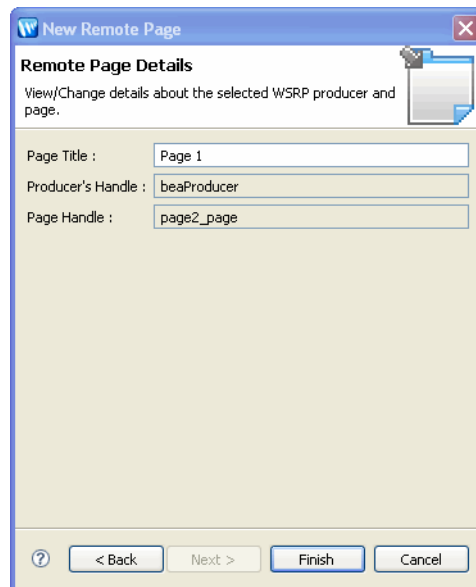 New Remote Page
Remote Page Details
View/Change details about the selected WSRP producer and
page.
Page Title : Page 1
Producer's Handle : beaProducer
Page Handle : page2_page
< Back Next > Finish Cancel